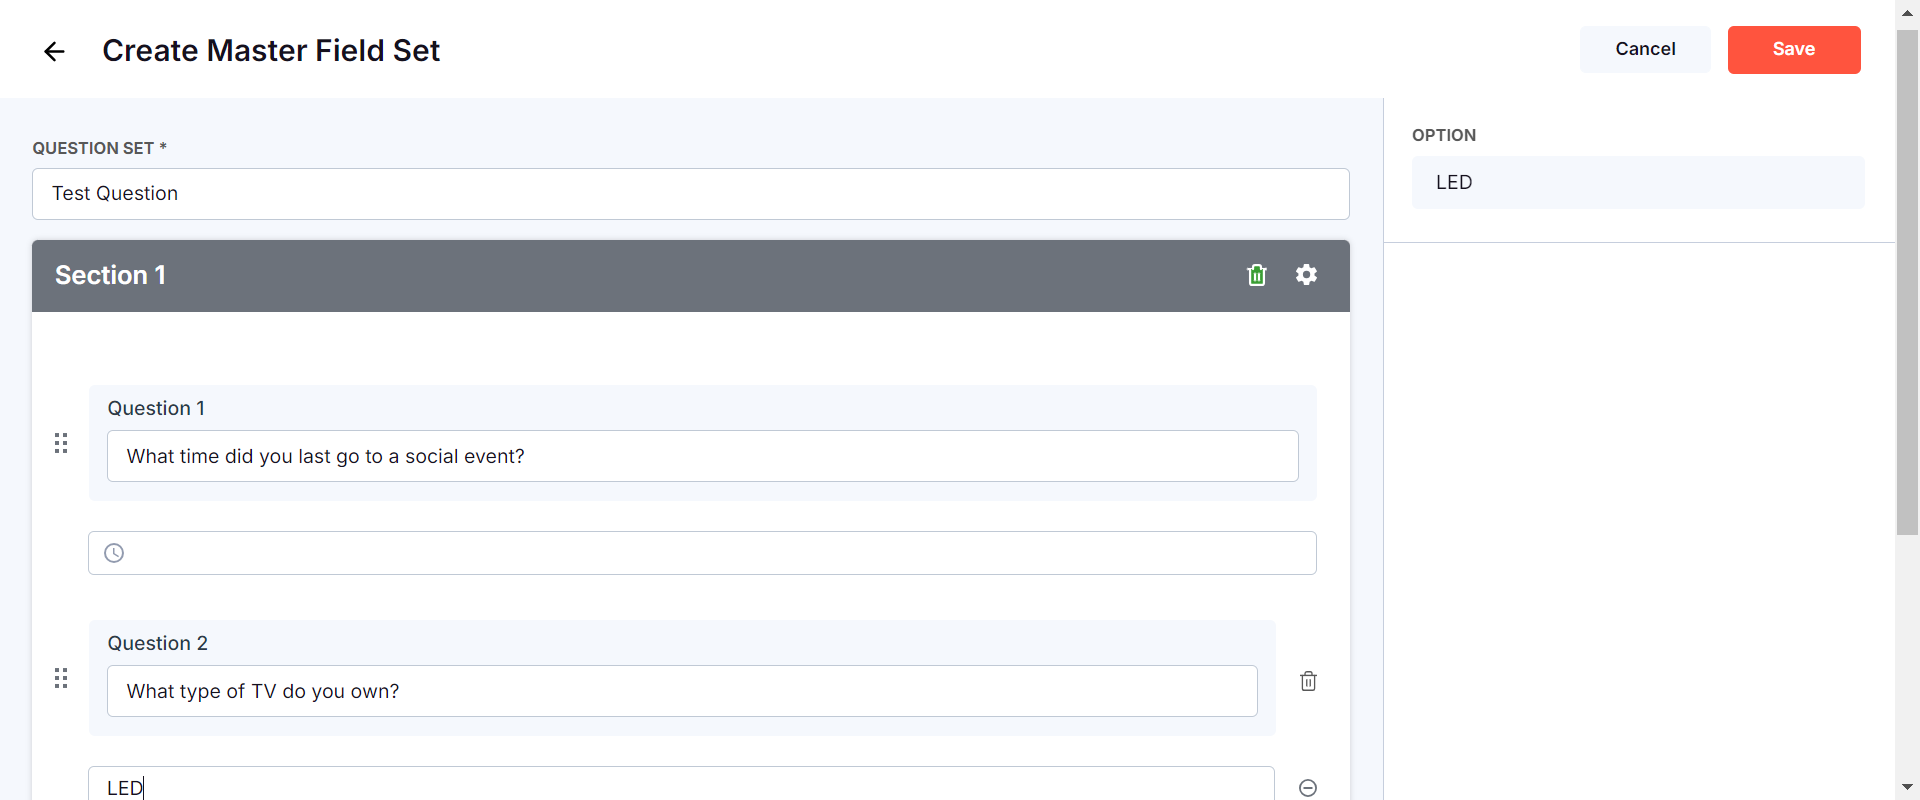 Create Master Field Set
Cancel
Save
QUESTION SET *
Test Question
Section 1
Question 1
What time did you last go to a social event?
Question 2
What type of TV do you own?
LED
OPTION
LED